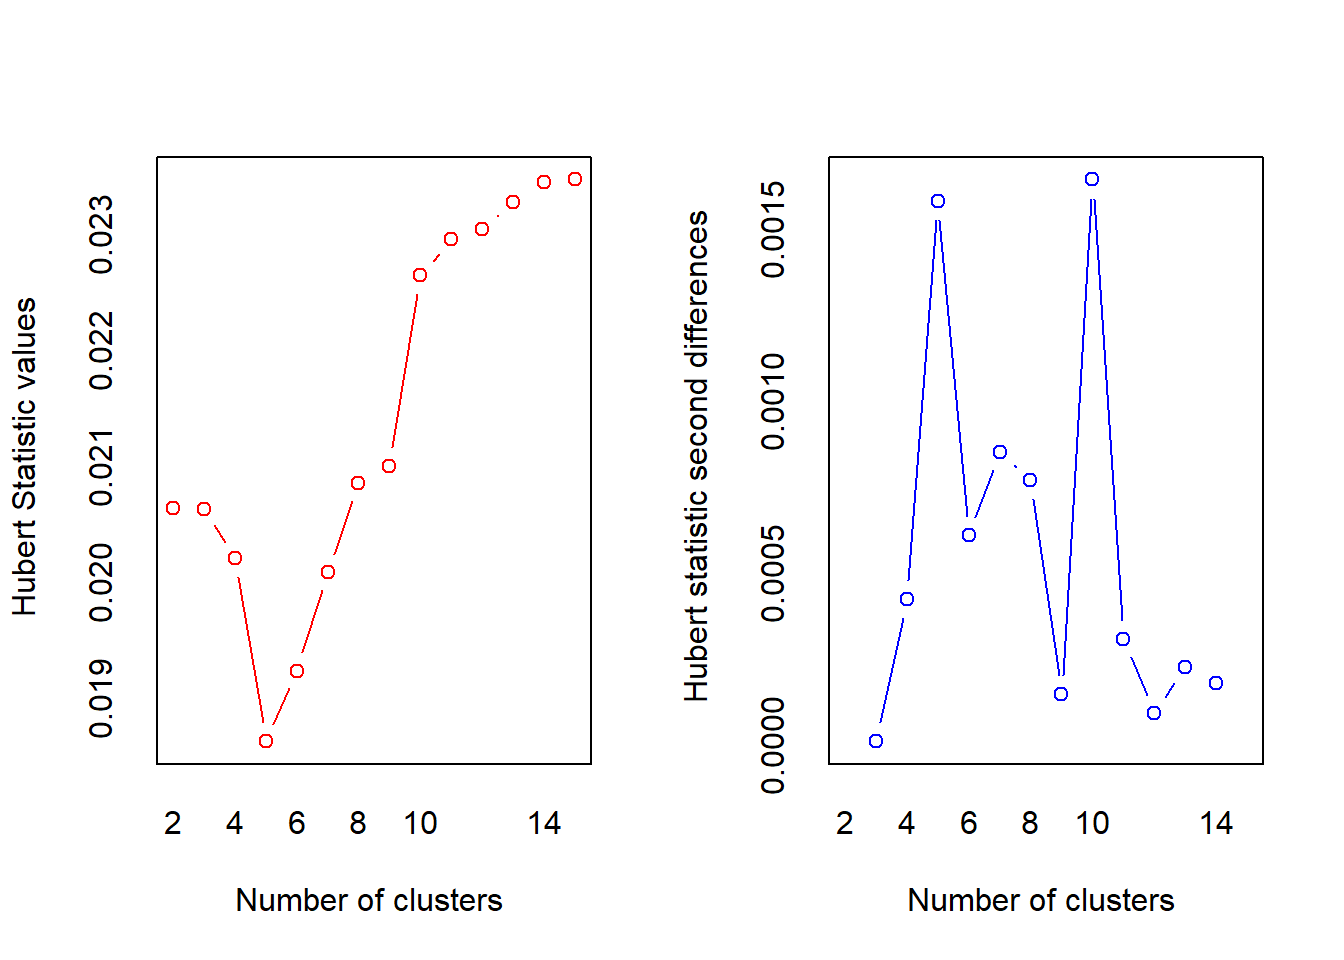 Hubert Statistic values
0.019 0.020 0.021 0.022 0.023
2 4 6 8 10 14
Number of clusters
Hubert statistic second differences
0.0000 0.0005 0.0010 0.0015
2 4 6 8 10 14
Number of clusters